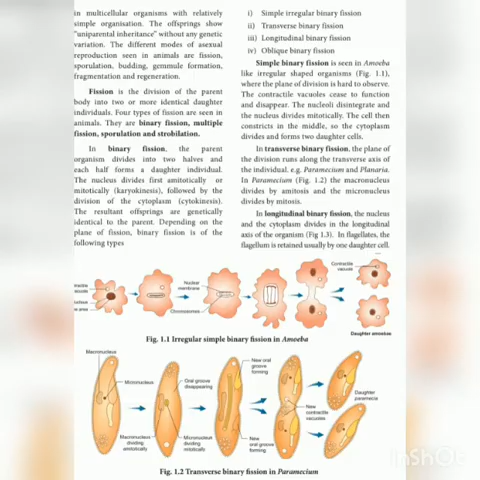 in multicellular organisms with relatively
simple organisation. The offsprings show
"uniparental inheritance" without any genetic
variation. The different modes of asexual
reproduction seen in animals are fission,
sporulation, budding, gemmule formation,
fragmentation and regeneration.
Fission is the division of the parent
body into two or more identical daughter
individuals. Four types of fission are seen in
animals. They are binary fission, multiple
fission, sporulation and strobilation.
In binary fission, the parent
organism divides into two halves and
each half forms a daughter individual.
The nucleus divides first amitotically or
mitotically (karyokinesis), followed by the
division of the cytoplasm (cytokinesis).
The resultant offsprings are genetically
identical to the parent. Depending on the
plane of fission, binary fission is of the
following types
i) Simple irregular binary fission
ii) Transverse binary fission
iii) Longitudinal binary fission
iv) Oblique binary fission
Simple binary fission is seen in Amoeba
like irregular shaped organisms (Fig. 1.1),
where the plane of division is hard to observe.
The contractile vacuoles cease to function
and disappear. The nucleoli disintegrate and
the nucleus divides mitotically. The cell then
constricts in the middle, so the cytoplasm
divides and forms two daughter cells.
In transverse binary fission, the plane of
the division runs along the transverse axis of
the individual. e.g. Paramecium and Planaria.
In Paramecium (Fig. 1.2) the macronucleus
divides by amitosis and the micronucleus
divides by mitosis.
In longitudinal binary fission, the nucleus
and the cytoplasm divides in the longitudinal
axis of the organism (Fig 1.3). In flagellates, the
flagellum is retained usually by one daughter cell.
Nuclear
membrane
Chromosomes
Contractile
vacuole
Daughter amoebae
Fig. 1.1 Irregular simple binary fission in Amoeba
Macronucleus
Micronucleus
Macronucleus
dividing
amitotically
Oral groove
disappearing
Micronucleus
dividing
mitotically
New oral
groove
forming
New
oral groove
forming
New
contractile
vacuoles
Daughter
paramecia
Fig. 1.2 Transverse binary fission in Paramecium
InShOt